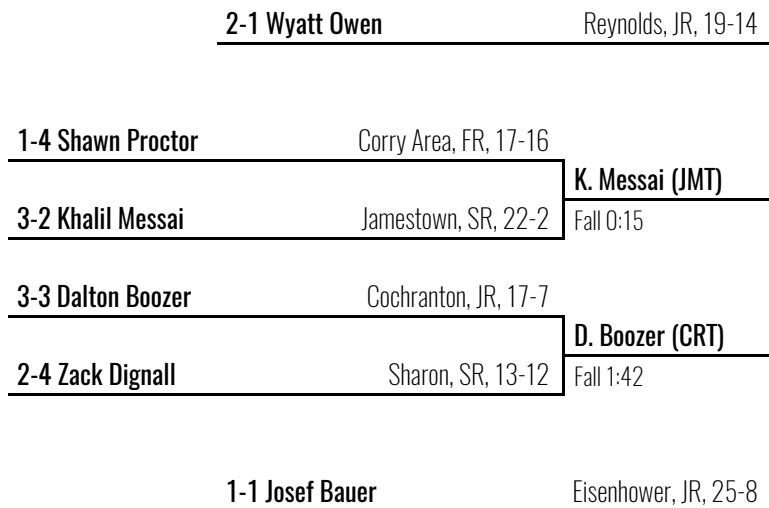 2-1 Wyatt Owen Reynolds, JR, 19-14
1-4 Shawn Proctor Corry Area, FR, 17-16
K. Messai (JMT)
3-2 Khalil Messai Jamestown, SR, 22-2 Fall 0:15
3-3 Dalton Boozer Cochranton, JR, 17-7
D. Boozer (CRT)
2-4 Zack Dignall Sharon, SR, 13-12 Fall 1:42
1-1 Josef Bauer Eisenhower, JR, 25-8